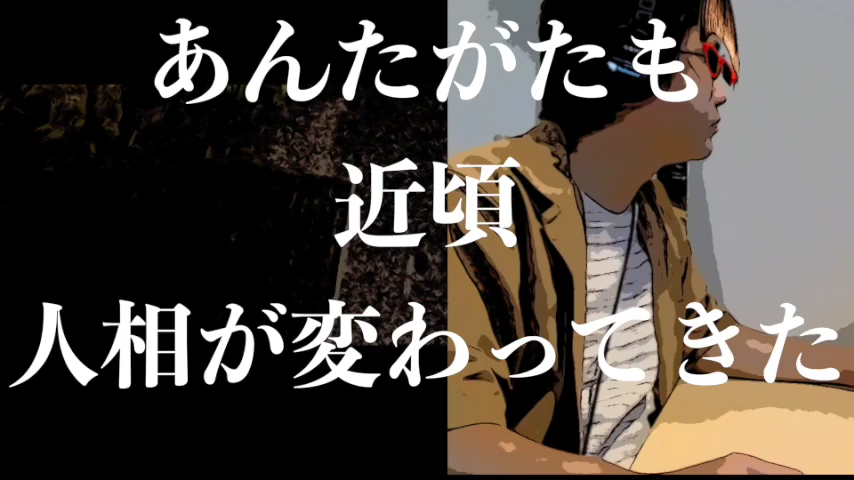 あんたがたも
近頃
人相が変わってきた